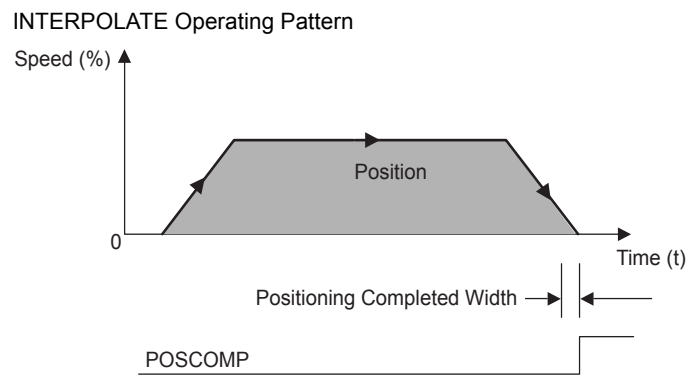 INTERPOLATE Operating Pattern
Speed (%)
Position
0
Time (t)
Positioning Completed Width
POSCOMP